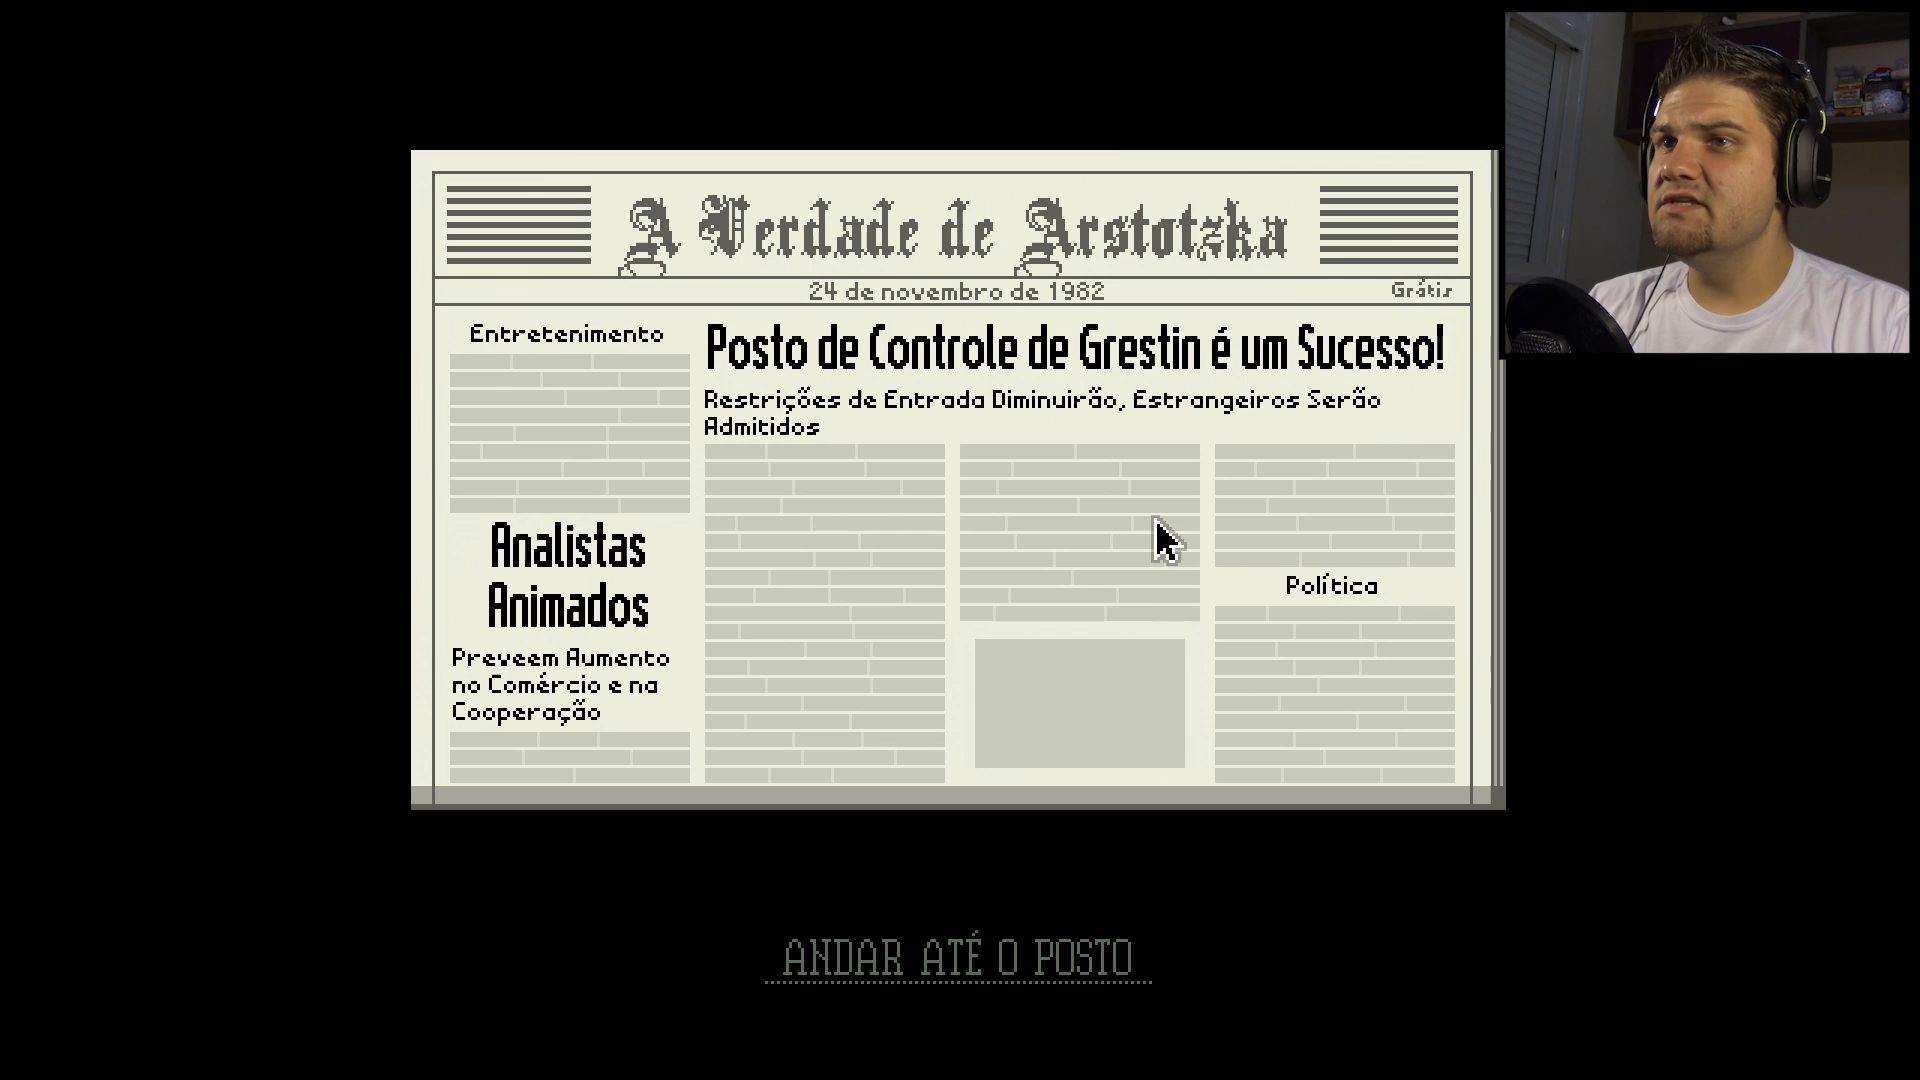 A Verdade de Arstotzka
24 de novembro de 1982
Grátis
Entretenimento
Analistas
Animados
Preveem Aumento
no Comércio e na
Cooperação
Posto de Controle de Grestin é um Sucesso!
Restrições de Entrada Diminuirão, Estrangeiros Serão
Admitidos
Política
ANDAR ATÉ O POSTO